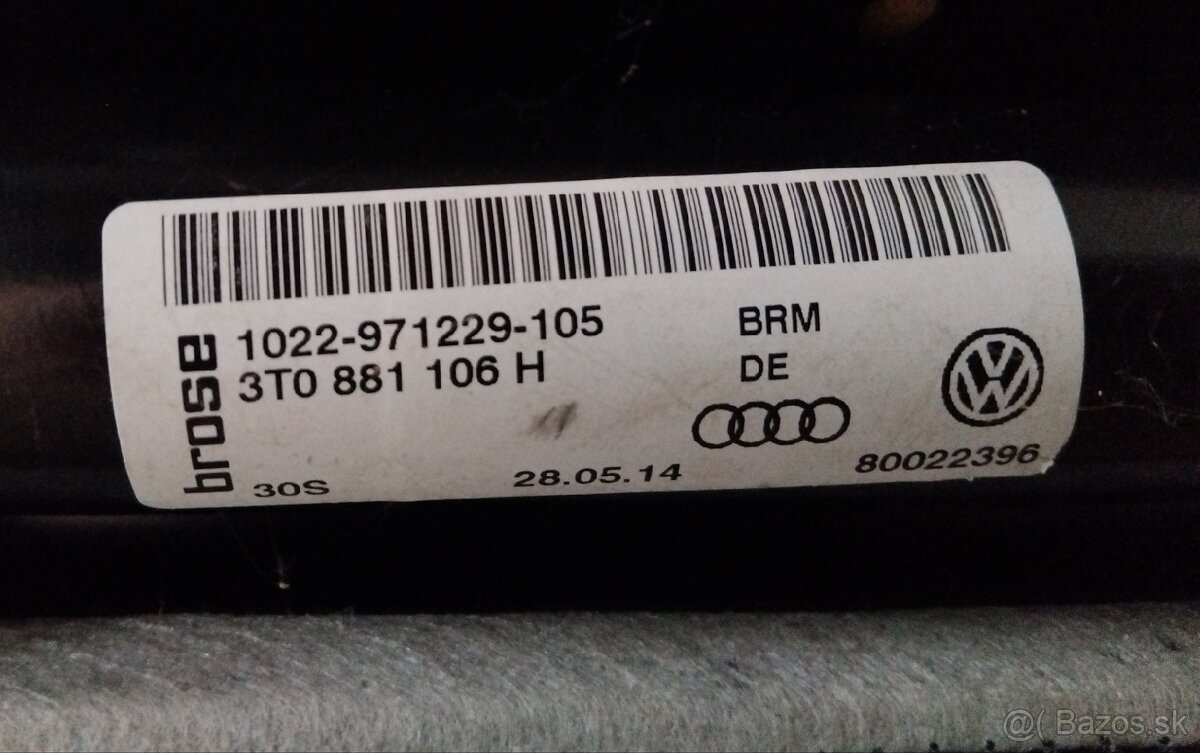 brose
1022-971229-105
3T0 881 106 H
BRM
DE
30S
28.05.14
80022396
@( Bazos.sk